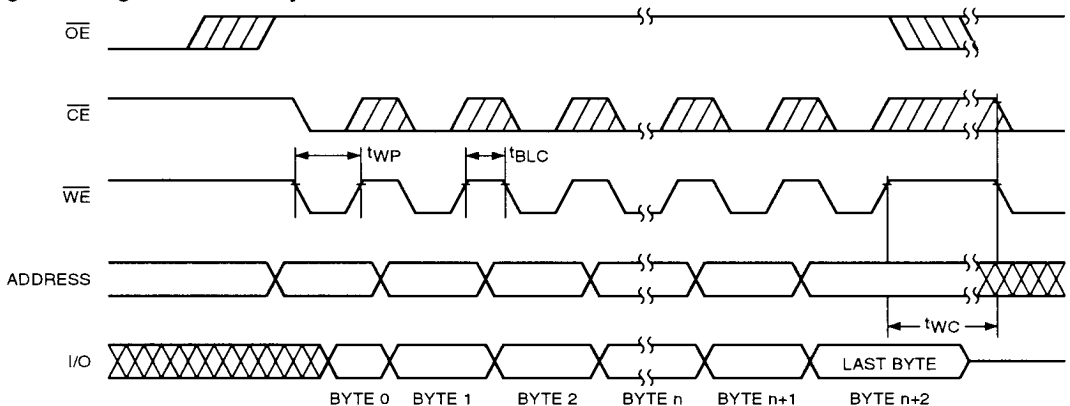 OE
CE
tWP
tBLC
WE
ADDRESS
tWC
I/O
LAST BYTE
BYTE 0 BYTE 1 BYTE 2 BYTE n BYTE n+1 BYTE n+2